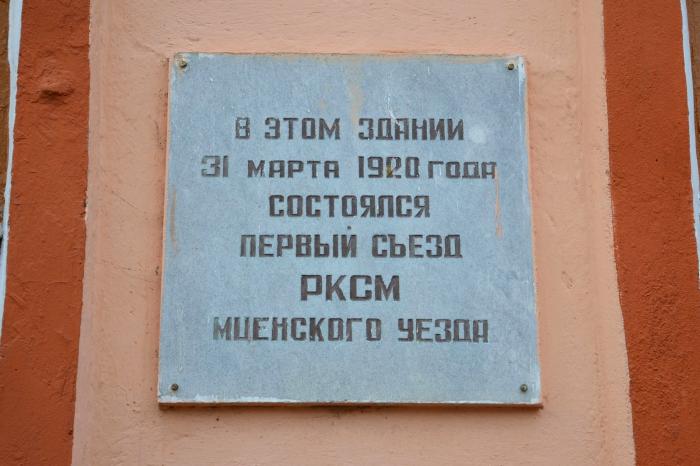 В ЭТОМ ЗДАНИИ
31 МАРТА 1920 ГОДА
СОСТОЯЛСЯ
ПЕРВЫЙ СЪЕЗД
РКСМ
МЦЕНСКОГО УЕЗДА